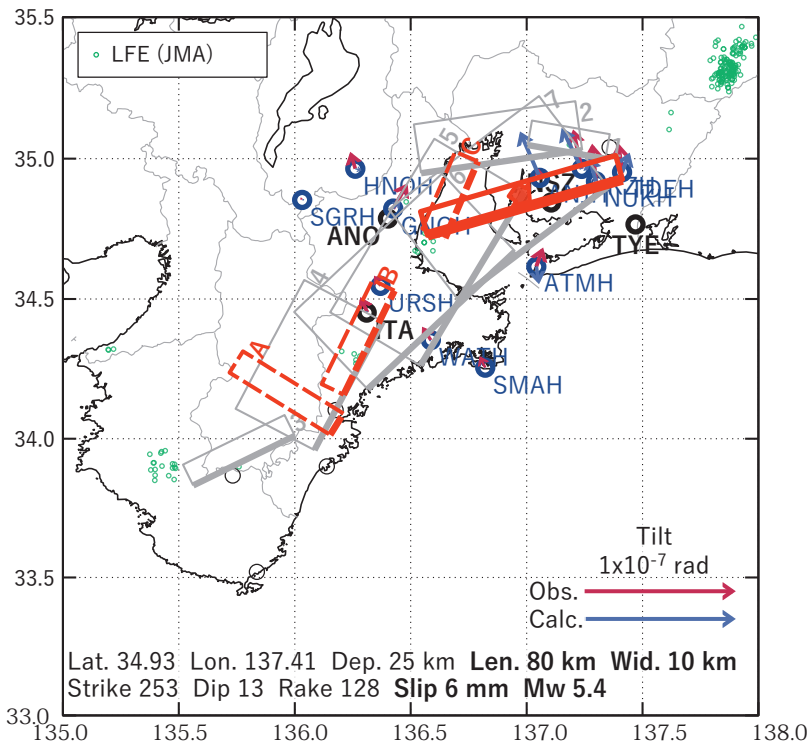 35.5
LFE (JMA)
7
2
1
5
C
6
35.0
HNOH
NUKH
TDEH
SGRH
GNOH
ANO
TYE
ATMH
34.5
4
B
URSH
ITA
A
WATH
SMAH
34.0
3
33.5
Tilt
1x10-7 rad
Obs.
Calc.
Lat. 34.93 Lon. 137.41 Dep. 25 km Len. 80 km Wid. 10 km
Strike 253 Dip 13 Rake 128 Slip 6 mm Mw 5.4
33.0
135.0 135.5 136.0 136.5 137.0 137.5 138.0